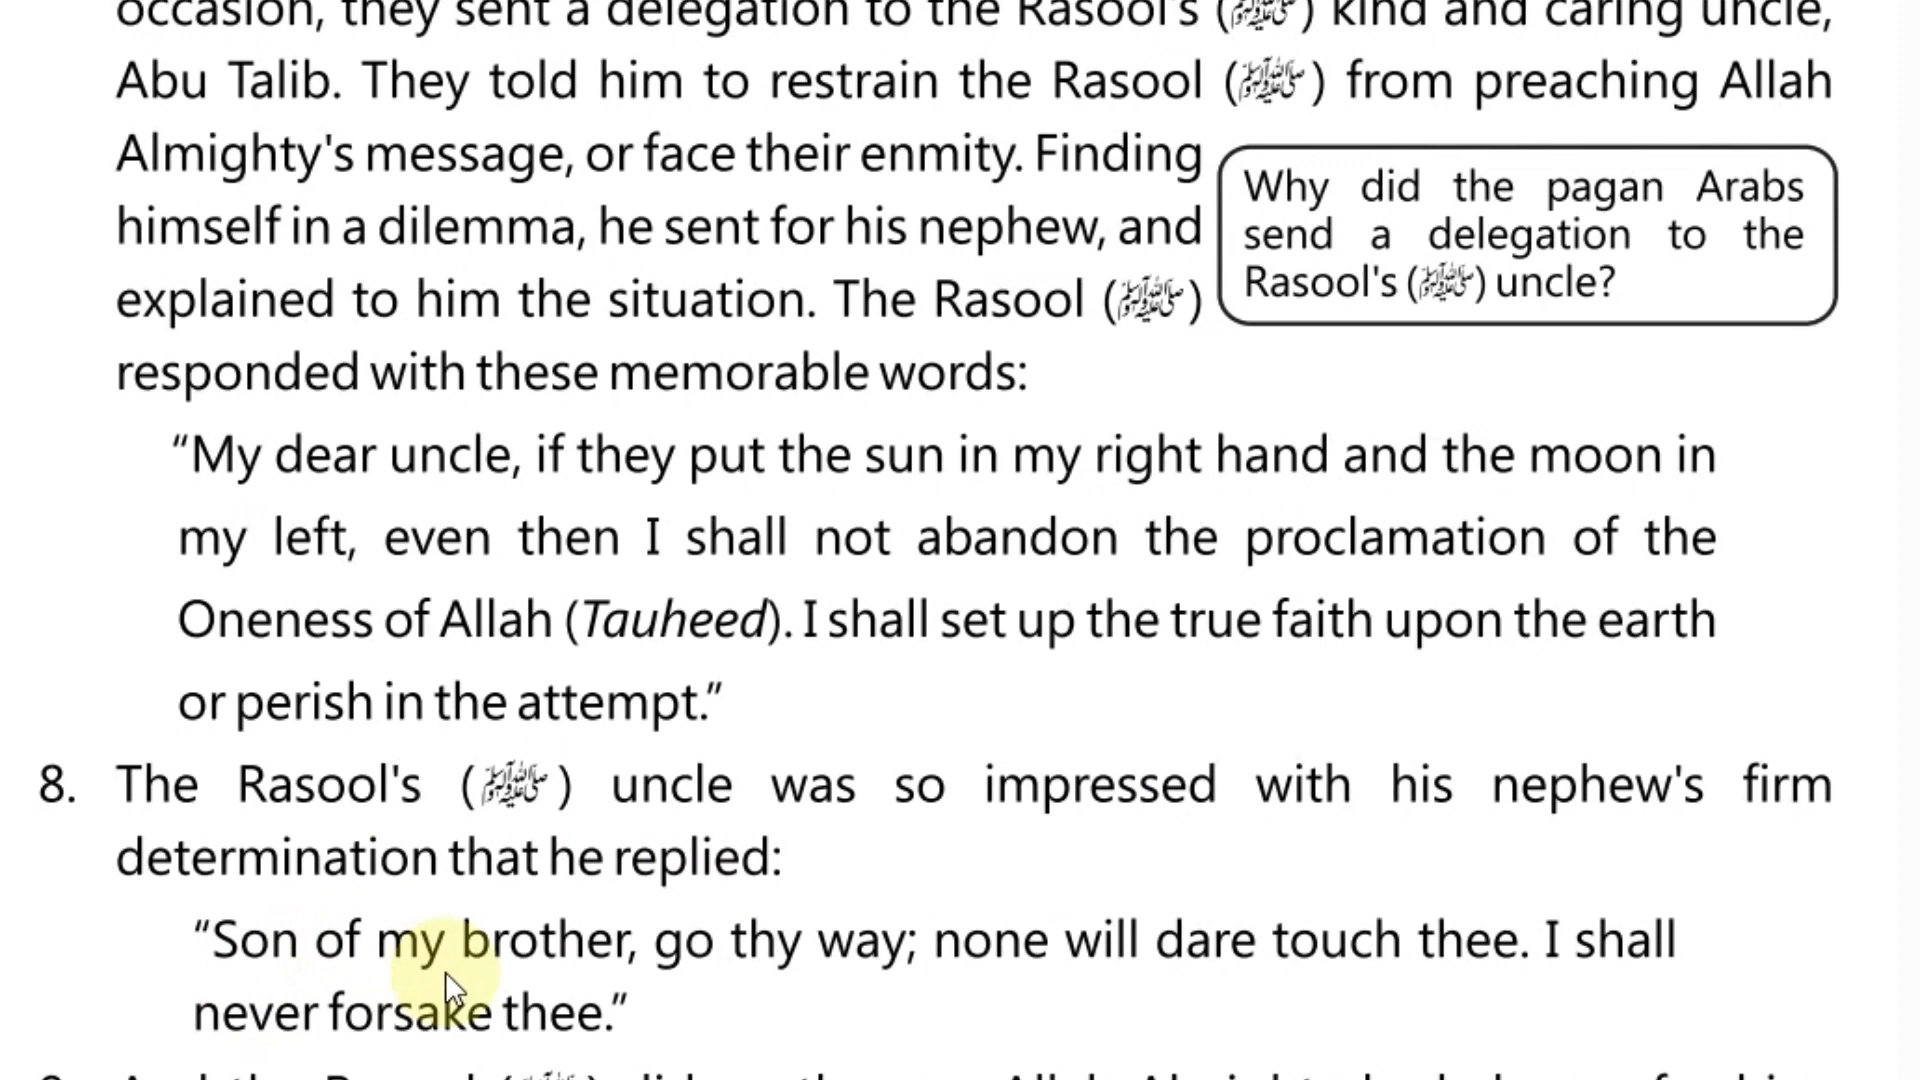 occasion, they sent a delegation to the Rasool's (ﷺ) kind and caring uncle,
Abu Talib. They told him to restrain the Rasool (ﷺ) from preaching Allah
Almighty's message, or face their enmity. Finding
himself in a dilemma, he sent for his nephew, and
explained to him the situation. The Rasool (ﷺ)
responded with these memorable words:
Why did the pagan Arabs
send a delegation to the
Rasool's (ﷺ) uncle?
“My dear uncle, if they put the sun in my right hand and the moon in
my left, even then I shall not abandon the proclamation of the
Oneness of Allah (Tauheed). I shall set up the true faith upon the earth
or perish in the attempt.”
8. The Rasool's (ﷺ) uncle was so impressed with his nephew's firm
determination that he replied:
“Son of my brother, go thy way; none will dare touch thee. I shall
never forsake thee.”